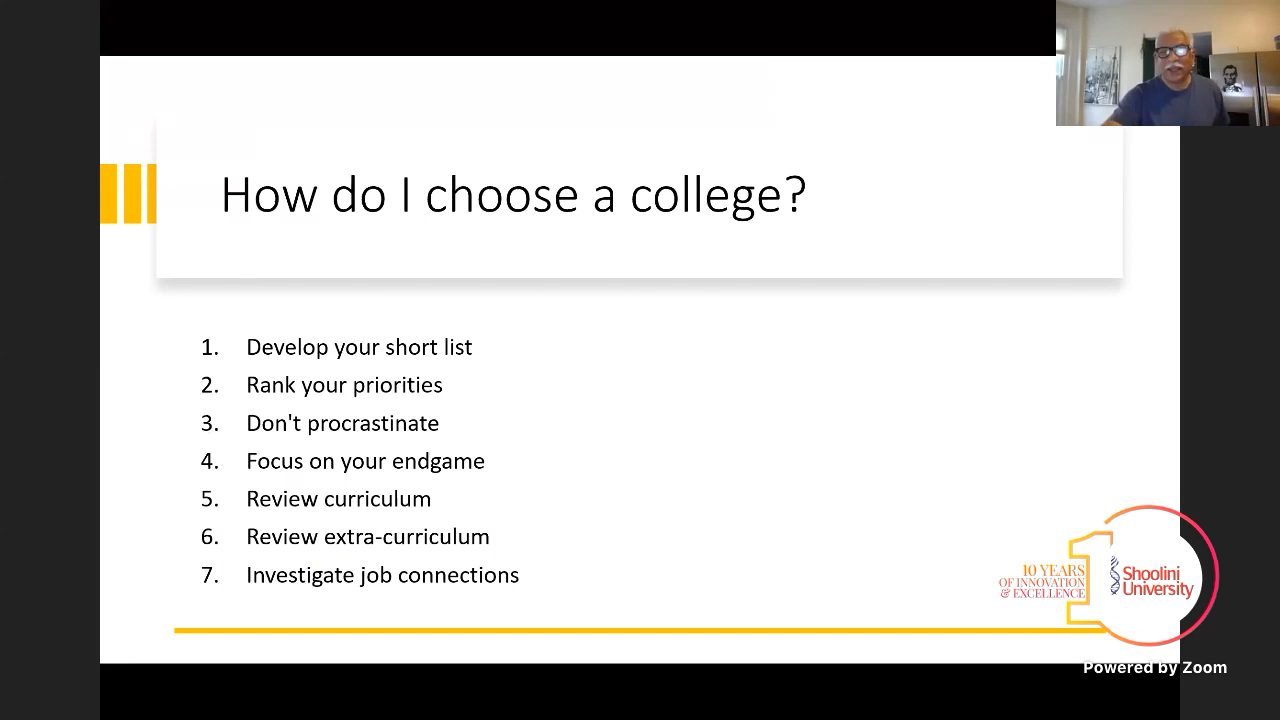 How do I choose a college?
1. Develop your short list
2. Rank your priorities
3. Don't procrastinate
4. Focus on your endgame
5. Review curriculum
6. Review extra-curriculum
7. Investigate job connections
10 YEARS
OF INNOVATION
& EXCELLENCE
Shoolini
University
Powered by Zoom